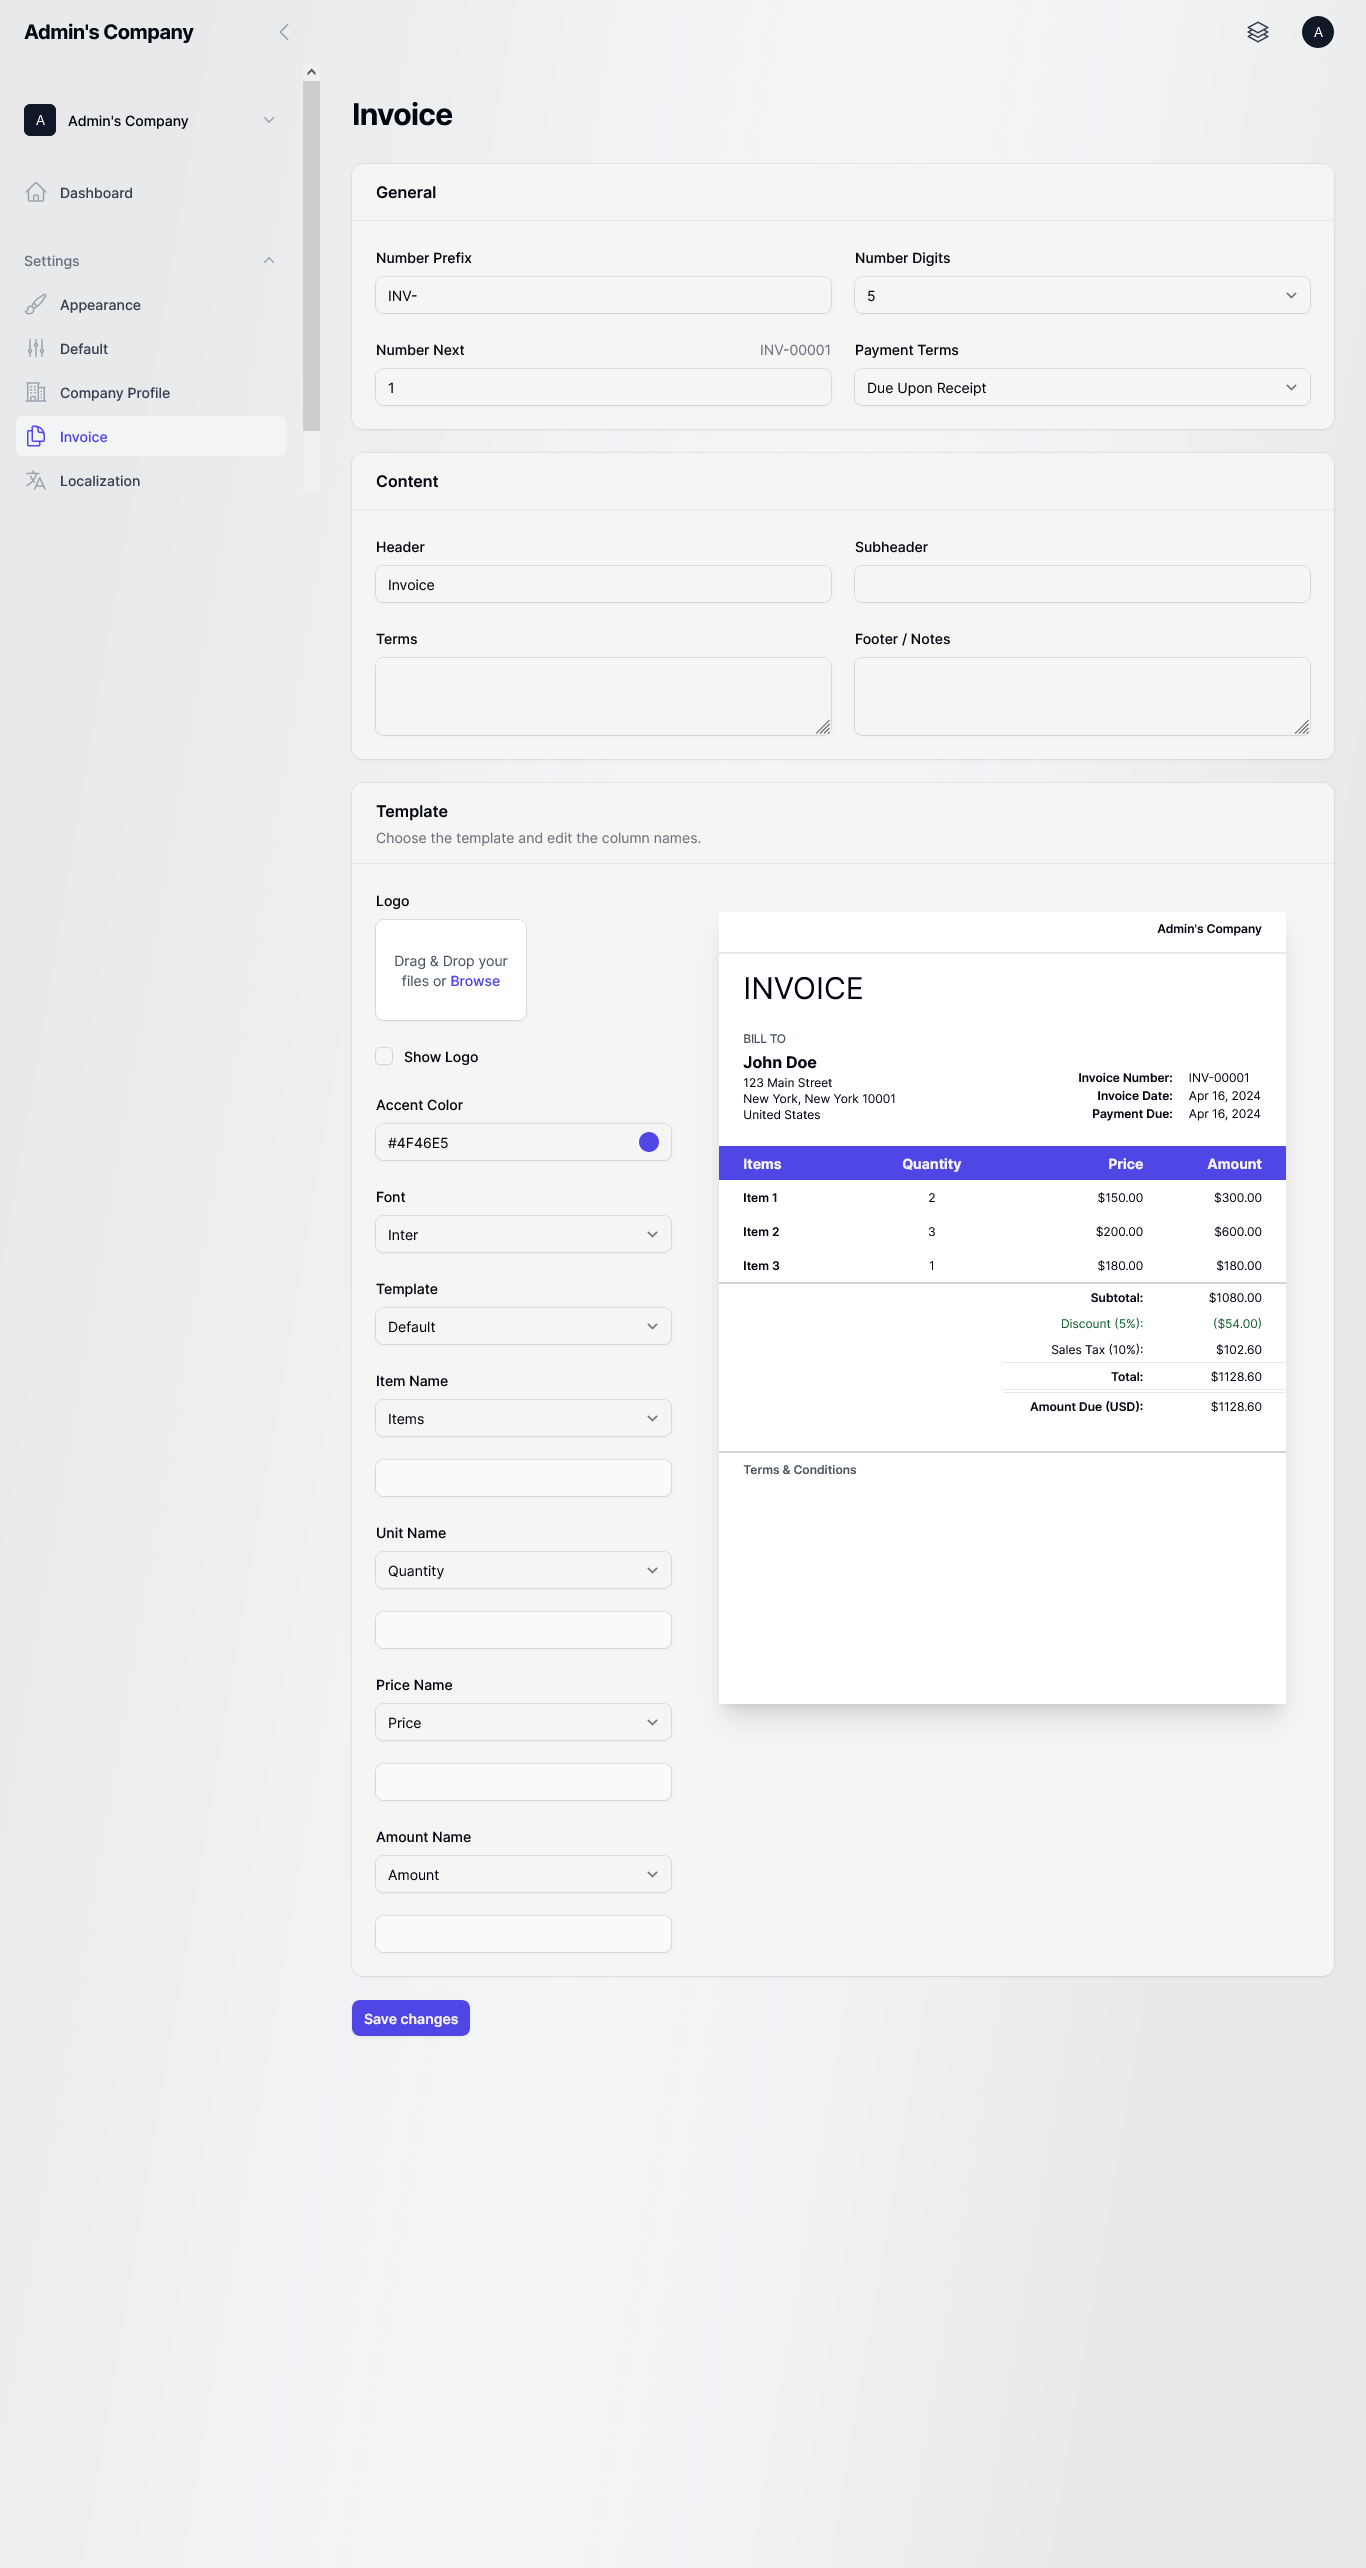 Admin's Company
A
A
Admin's Company
Dashboard
Settings
Appearance
Default
Company Profile
Invoice
Localization
Invoice
General
Number Prefix
Number Digits
INV-
5
Number Next
INV-00001
Payment Terms
1
Due Upon Receipt
Content
Header
Subheader
Invoice
Terms
Footer / Notes
Template
Choose the template and edit the column names.
Logo
Drag & Drop your
files or Browse
Show Logo
Accent Color
#4F46E5
Font
Inter
Template
Default
Item Name
Items
Unit Name
Quantity
Price Name
Price
Amount Name
Amount
Admin's Company
INVOICE
BILL TO
John Doe
123 Main Street
New York, New York 10001
United States
Invoice Number: INV-00001
Invoice Date: Apr 16, 2024
Payment Due: Apr 16, 2024
Items Quantity Price Amount
Item 1 2 $150.00 $300.00
Item 2 3 $200.00 $600.00
Item 3 1 $180.00 $180.00
Subtotal: $1080.00
Discount (5%): ($54.00)
Sales Tax (10%): $102.60
Total: $1128.60
Amount Due (USD): $1128.60
Terms & Conditions
Save changes